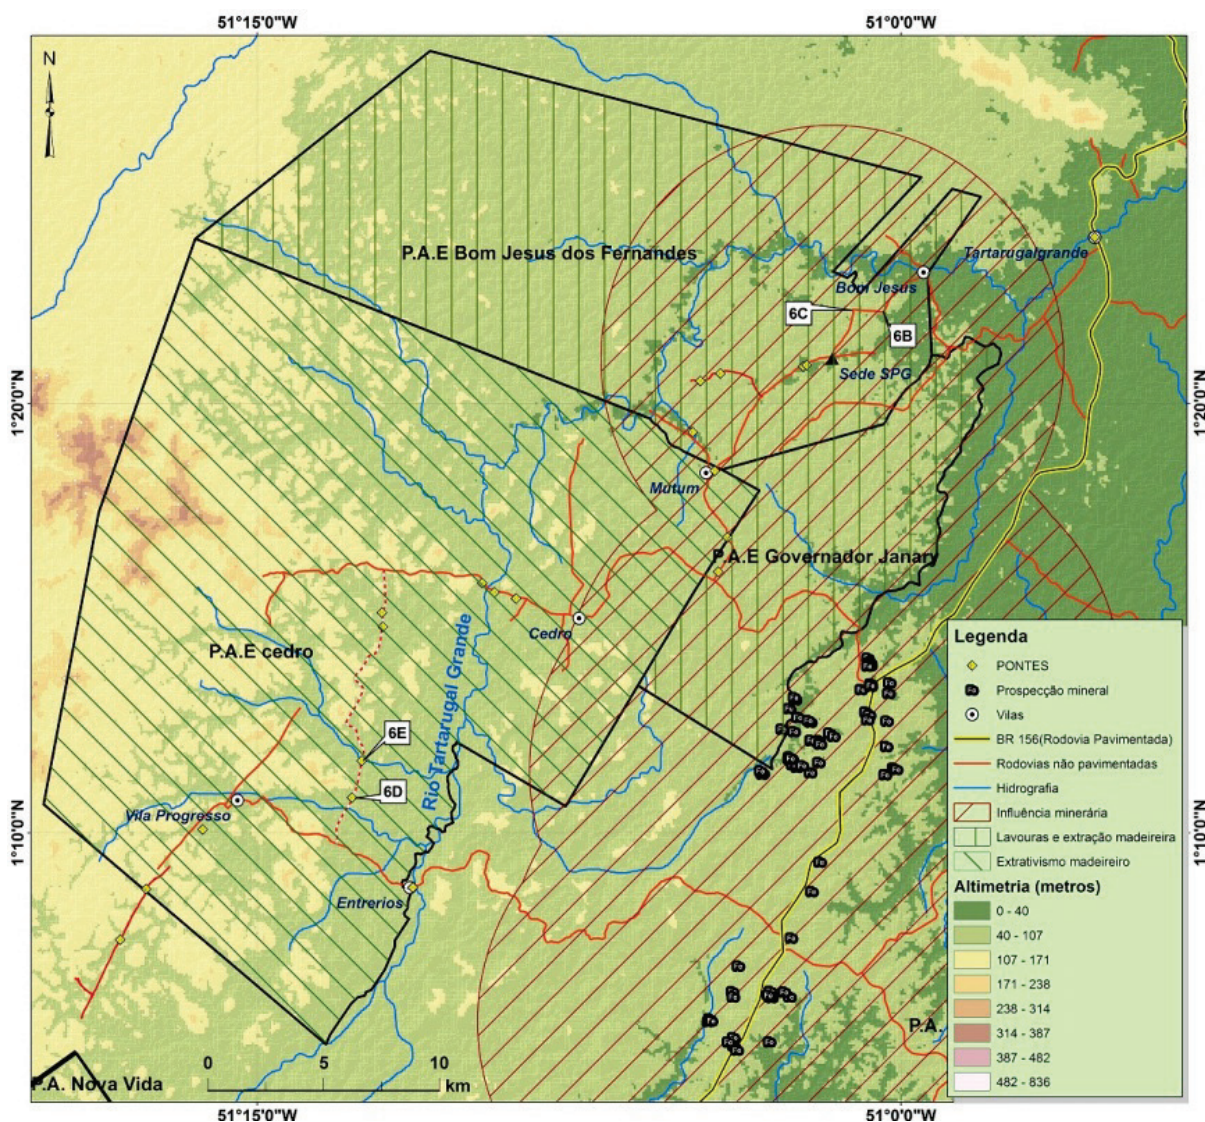 51°15'0"W
51°0'0"W
N
P.A.E Bom Jesus dos Fernandes
Tartarugalgrande
Bom Jesus
6C
6B
Sede SPG
1°20'0"N
1°20'0"N
Mutum
P.A.E Governador Janary
Cedro
Rio Tartarugal Grande
P.A.E cedro
6E
6D
Vila Progresso
1°10'0"N
1°10'0"N
Entrerios
P.A.
P.A. Nova Vida
0 5 10
km
51°15'0"W
51°0'0"W
Legenda
PONTES
Fe Prospecção mineral
Vilas
BR 156(Rodovia Pavimentada)
Rodovias não pavimentadas
Hidrografia
Influência minerária
Lavouras e extração madeireira
Extrativismo madeireiro
Altimetria (metros)
0 - 40
40 - 107
107 - 171
171 - 238
238 - 314
314 - 387
387 - 482
482 - 836